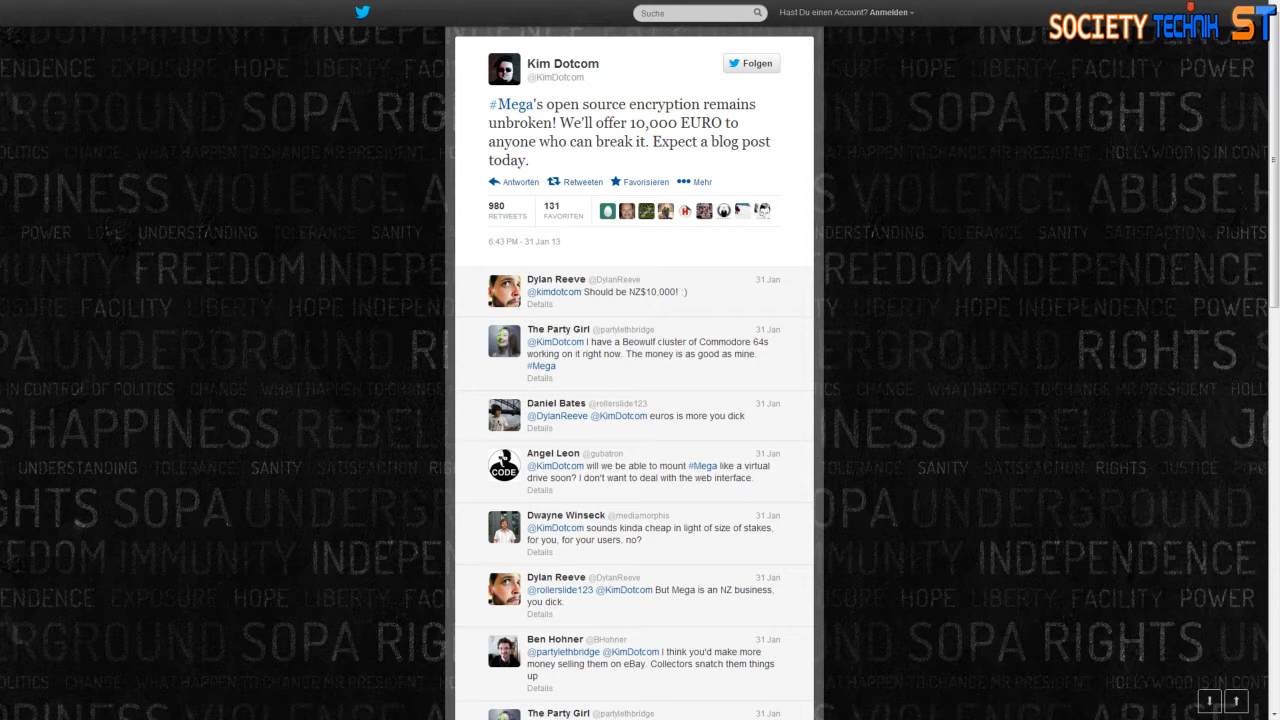 Suche
Hast Du einen Account? Anmelden
SOCIETY TECHNIK ST
Kim Dotcom
@KimDotcom
Folgen
#Mega's open source encryption remains
unbroken! We'll offer 10,000 EURO to
anyone who can break it. Expect a blog post
today.
Antworten Retweeten Favorisieren Mehr
980 131
RETWEETS FAVORITEN
6:43 PM - 31 Jan 13
Dylan Reeve @DylanReeve 31 Jan
@kimdotcom Should be NZ$10,000! :)
Details
The Party Girl @partylethbridge 31 Jan
@KimDotcom I have a Beowulf cluster of Commodore 64s
working on it right now. The money is as good as mine.
#Mega
Details
Daniel Bates @rollerslide123 31 Jan
@DylanReeve @KimDotcom euros is more you dick
Details
CODE
Angel Leon @gubatron 31 Jan
@KimDotcom will we be able to mount #Mega like a virtual
drive soon? I don't want to deal with the web interface.
Details
Dwayne Winseck @mediamorphis 31 Jan
@KimDotcom sounds kinda cheap in light of size of stakes,
for you, for your users, no?
Details
Dylan Reeve @DylanReeve 31 Jan
@rollerslide123 @KimDotcom But Mega is an NZ business,
you dick.
Details
Ben Hohner @BHohner 31 Jan
@partylethbridge @KimDotcom I think you'd make more
money selling them on eBay. Collectors snatch them things
up
Details
The Party Girl @partylethbridge 31 Jan